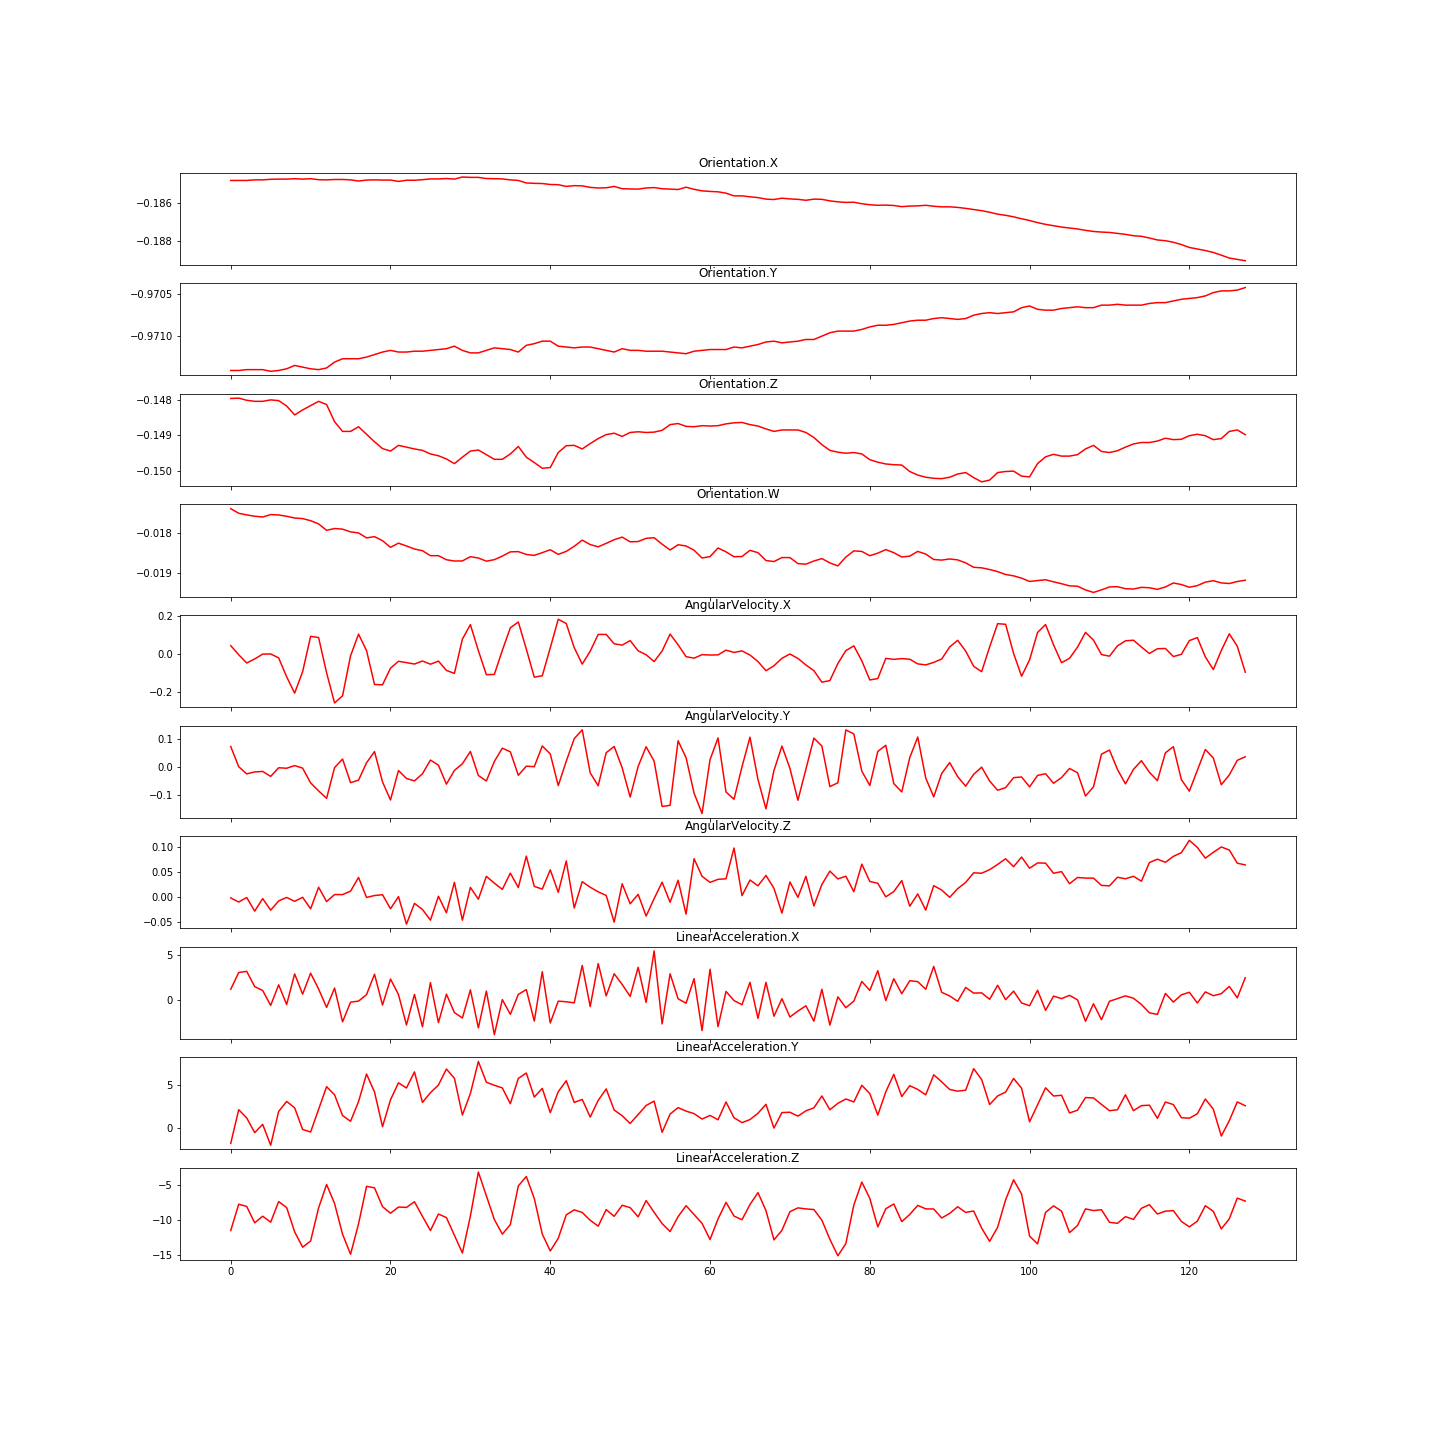 Orientation.X
−0.186
−0.188
Orientation.Y
−0.9705
−0.9710
Orientation.Z
−0.148
−0.149
−0.150
Orientation.W
−0.018
−0.019
AngularVelocity.X
0.2
0.0
−0.2
AngularVelocity.Y
0.1
0.0
−0.1
AngularVelocity.Z
0.10
0.05
0.00
−0.05
LinearAcceleration.X
5
0
LinearAcceleration.Y
5
0
LinearAcceleration.Z
−5
−10
−15
0 20 40 60 80 100 120